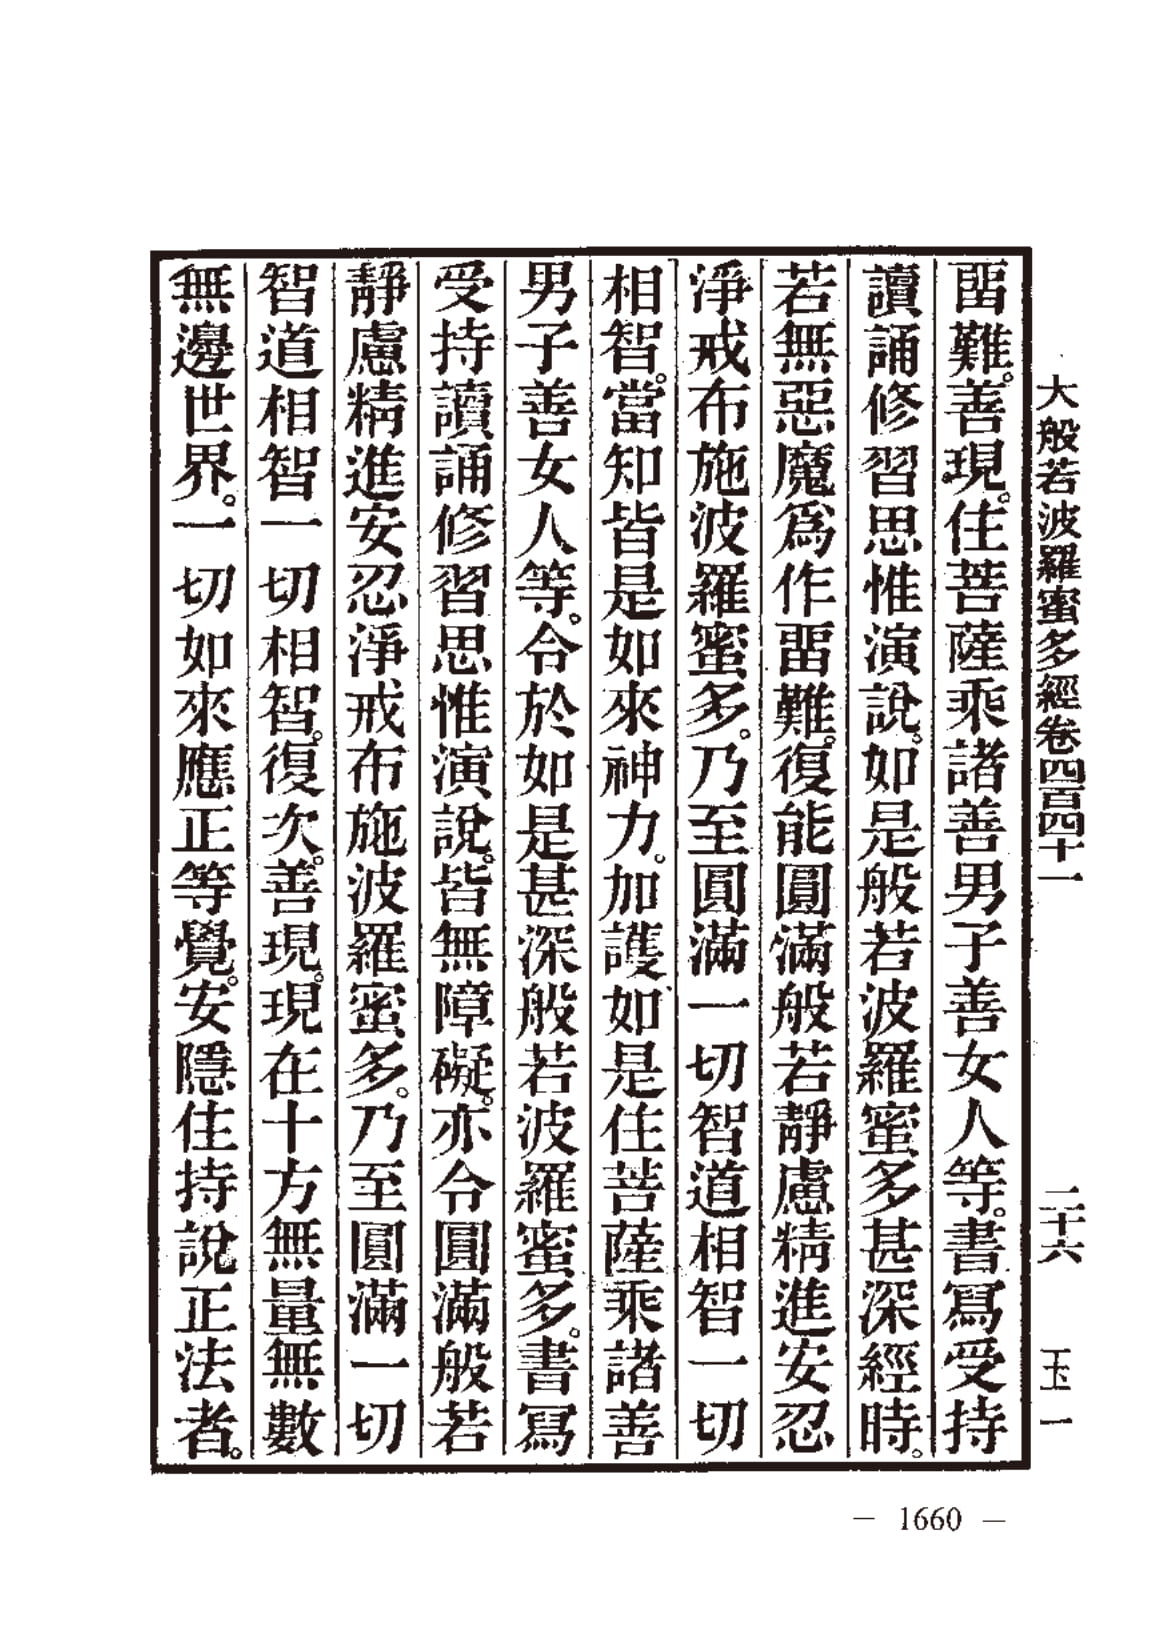 大般若波羅蜜多經卷四百四十一 二十六 玉一
畱難。善現。住菩薩乘諸善男子善女人等。書寫受持
讀誦修習思惟演說。如是般若波羅蜜多甚深經時。
若無惡魔爲作畱難。復能圓滿般若靜慮精進安忍
淨戒布施波羅蜜多。乃至圓滿一切智道相智一切
相智。當知皆是如來神力。加護如是住菩薩乘諸善
男子善女人等。令於如是甚深般若波羅蜜多。書寫
受持讀誦修習思惟演說。皆無障礙。亦令圓滿般若
靜慮精進安忍淨戒布施波羅蜜多。乃至圓滿一切
智道相智一切相智。復次。善現。現在十方無量無數
無邊世界。一切如來應正等覺。安隱住持說正法者。
— 1660 —